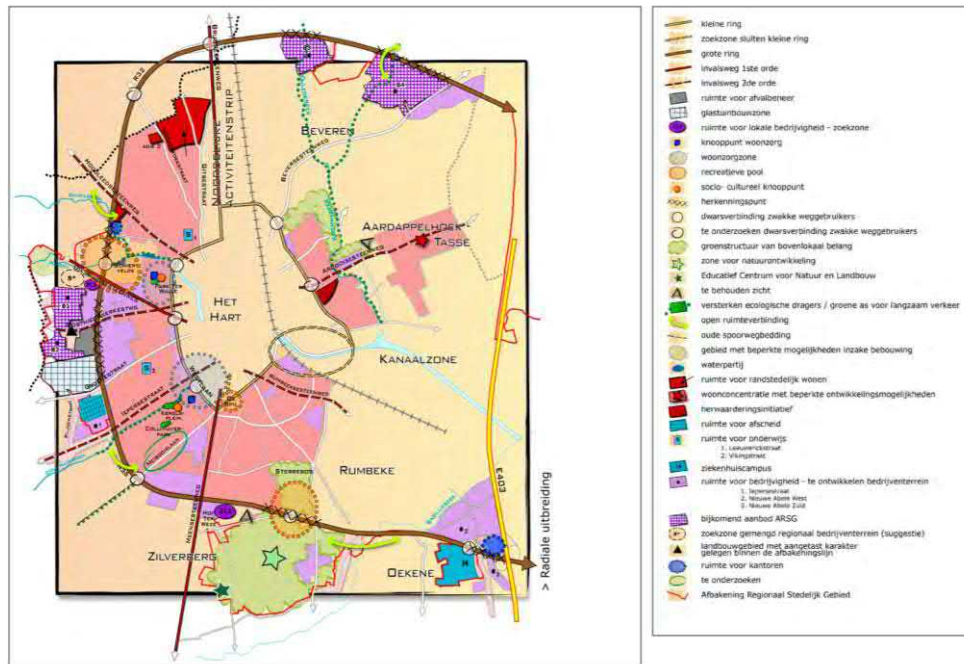 R32
NOORDELIJKE
ACTIVITEITENSTRIP
BEVEREN
BEVERSESTEENWEG
GITSESTRAAT
AARDAPPELHOEK -
TASSE
HET
HART
KANAALZONE
RUMBEKE
STERREBOS
E403
ZILVERBERG
OEKENE
> Radiale uitbreiding
kleine ring
zoekzone sluiten kleine ring
grote ring
invalsweg 1ste orde
invalsweg 2de orde
ruimte voor afvalbeheer
glastuinbouwzone
ruimte voor lokale bedrijvigheid - zoekzone
knooppunt woonzorg
woonzorgzone
recreatieve pool
socio- cultureel knooppunt
herkenningspunt
dwarsverbinding zwakke weggebruikers
te onderzoeken dwarsverbinding zwakke weggebruikers
groenstructuur van bovenlokaal belang
zone voor natuurontwikkeling
Educatief Centrum voor Natuur en Landbouw
te behouden zicht
versterken ecologische dragers / groene as voor langzaam verkeer
open ruimteverbinding
oude spoorwegbedding
gebied met beperkte mogelijkheden inzake bebouwing
waterpartij
ruimte voor randstedelijk wonen
woonconcentratie met beperkte ontwikkelingsmogelijkheden
herwaarderingsinitiatief
ruimte voor afscheid
ruimte voor onderwijs
1. Leeuwerikstraat
2. Vikingstraat
ziekenhuiscampus
ruimte voor bedrijvigheid - te ontwikkelen bedrijventerrein
1. Iepersestraat
2. Nieuwe Abele West
3. Nieuwe Abele Zuid
bijkomend aanbod ARSG
zoekzone gemengd regionaal bedrijventerrein (suggestie)
landbouwgebied met aangetast karakter
gelegen binnen de afbakeningslijn
ruimte voor kantoren
te onderzoeken
Afbakening Regionaal Stedelijk Gebied